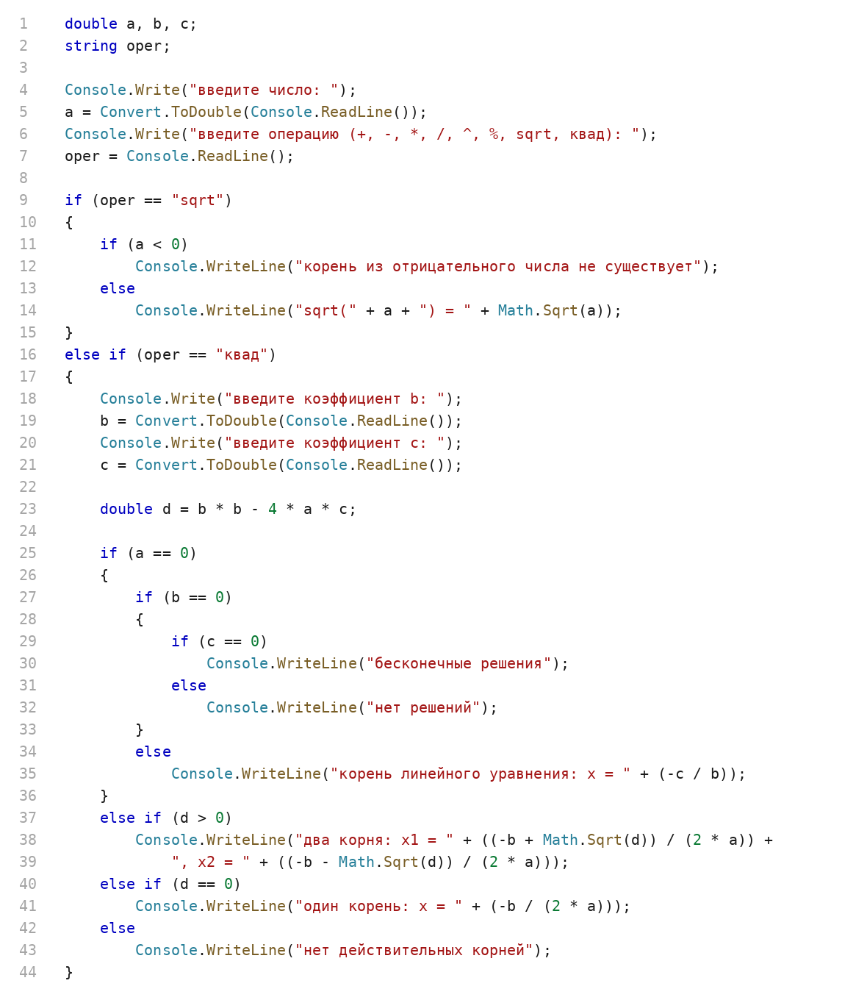 1 double a, b, c;
2 string oper;
3
4 Console.Write("введите число: ");
5 a = Convert.ToDouble(Console.ReadLine());
6 Console.Write("введите операцию (+, -, *, /, ^, %, sqrt, квад): ");
7 oper = Console.ReadLine();
8
9 if (oper == "sqrt")
10 {
11     if (a < 0)
12         Console.WriteLine("корень из отрицательного числа не существует");
13     else
14         Console.WriteLine("sqrt(" + a + ") = " + Math.Sqrt(a));
15 }
16 else if (oper == "квад")
17 {
18     Console.Write("введите коэффициент b: ");
19     b = Convert.ToDouble(Console.ReadLine());
20     Console.Write("введите коэффициент c: ");
21     c = Convert.ToDouble(Console.ReadLine());
22
23     double d = b * b - 4 * a * c;
24
25     if (a == 0)
26     {
27         if (b == 0)
28         {
29             if (c == 0)
30                 Console.WriteLine("бесконечные решения");
31             else
32                 Console.WriteLine("нет решений");
33         }
34         else
35             Console.WriteLine("корень линейного уравнения: x = " + (-c / b));
36     }
37     else if (d > 0)
38         Console.WriteLine("два корня: x1 = " + ((-b + Math.Sqrt(d)) / (2 * a)) +
39             ", x2 = " + ((-b - Math.Sqrt(d)) / (2 * a)));
40     else if (d == 0)
41         Console.WriteLine("один корень: x = " + (-b / (2 * a)));
42     else
43         Console.WriteLine("нет действительных корней");
44 }